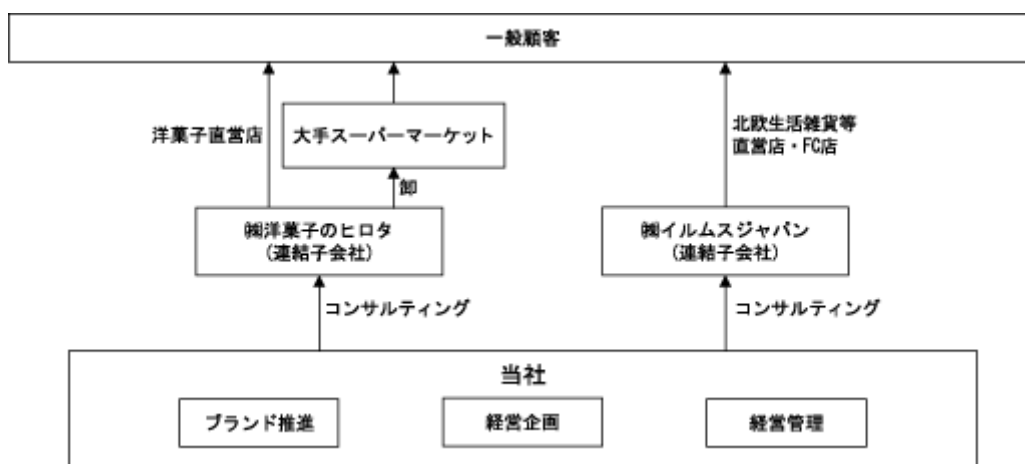 一般顧客
洋菓子直営店
大手スーパーマーケット
北欧生活雑貨等
直営店・FC店
卸
㈱洋菓子のヒロタ
(連結子会社)
㈱イルムスジャパン
(連結子会社)
コンサルティング
コンサルティング
当社
ブランド推進
経営企画
経営管理